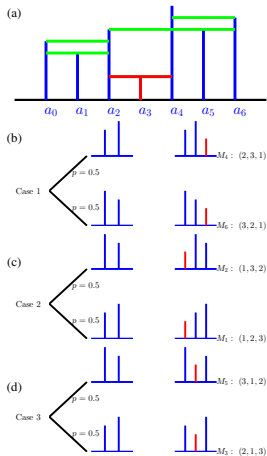 (a)
a₀ a₁ a₂ a₃ a₄ a₅ a₆
(b)
p = 0.5
M₄ : (2, 3, 1)
Case 1
p = 0.5
M₆ : (3, 2, 1)
(c)
p = 0.5
M₂ : (1, 3, 2)
Case 2
p = 0.5
M₁ : (1, 2, 3)
(d)
p = 0.5
M₅ : (3, 1, 2)
Case 3
p = 0.5
M₃ : (2, 1, 3)